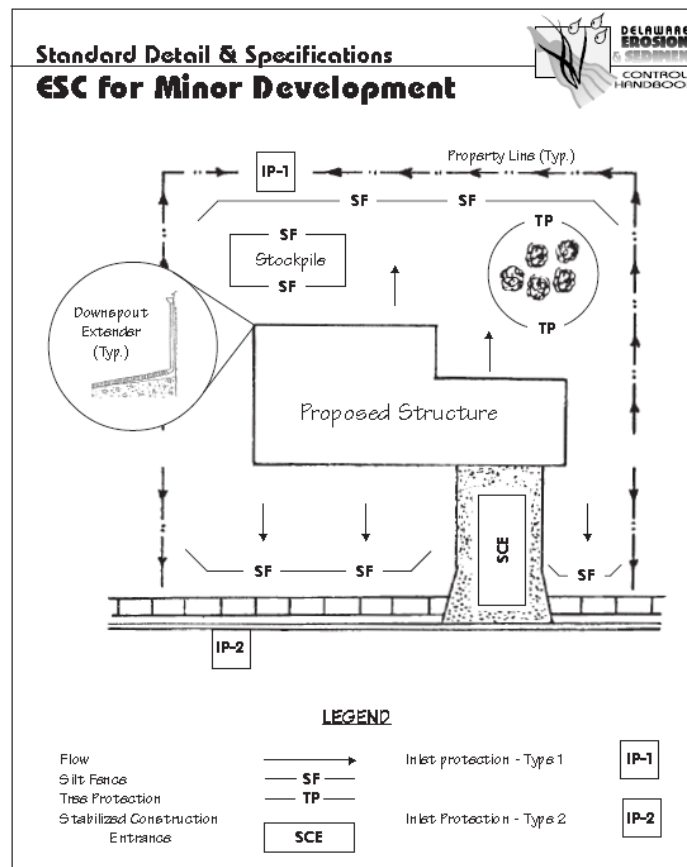 Standard Detail & Specifications
ESC for Minor Development
DELAWARE
EROSION
& SEDIMENT
CONTROL
HANDBOOK
Property Line (Typ.)
IP-1
SF SF
SF
Stockpile
SF
TP
TP
Downspout
Extender
(Typ.)
Proposed Structure
SCE
SF SF
SF
IP-2
LEGEND
Flow
Silt Fence
SF
Tree Protection
TP
Stabilized Construction
Entrance
SCE
Inlet protection - Type 1
IP-1
Inlet Protection - Type 2
IP-2